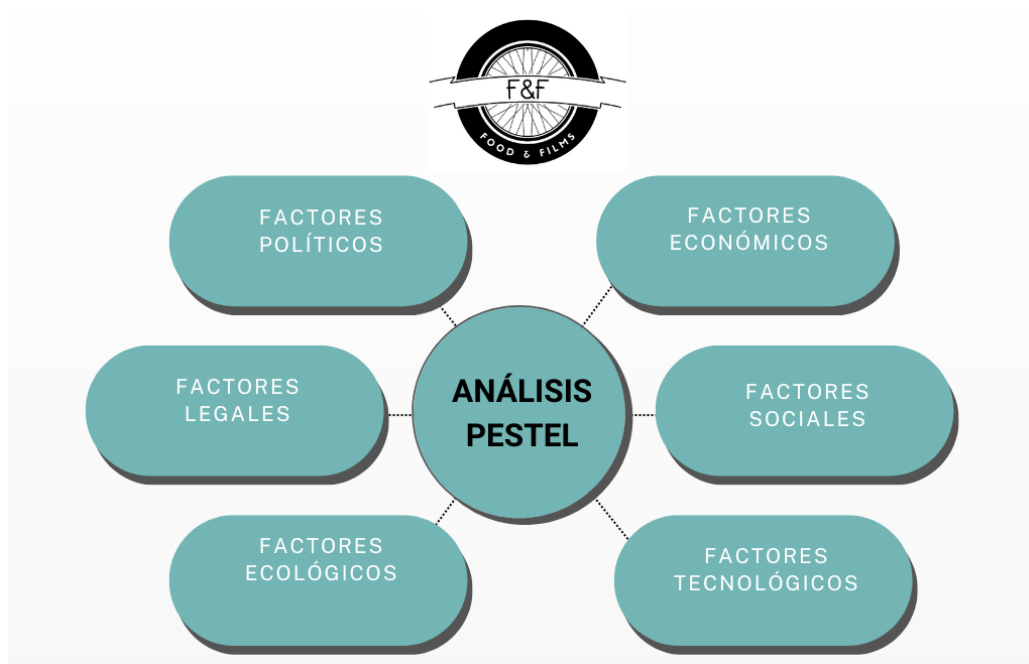 F&F
FOOD & FILMS
FACTORES
POLÍTICOS
FACTORES
ECONÓMICOS
FACTORES
LEGALES
ANÁLISIS
PESTEL
FACTORES
SOCIALES
FACTORES
ECOLÓGICOS
FACTORES
TECNOLÓGICOS